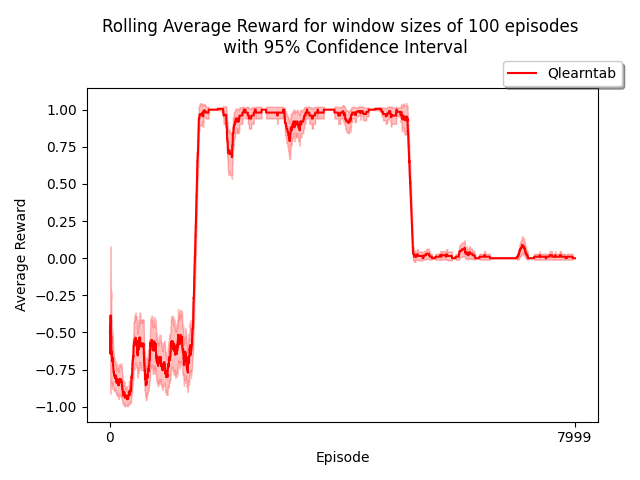 Rolling Average Reward for window sizes of 100 episodes
with 95% Confidence Interval
Qlearntab
1.00
0.75
0.50
0.25
0.00
−0.25
−0.50
−0.75
−1.00
Average Reward
0
7999
Episode